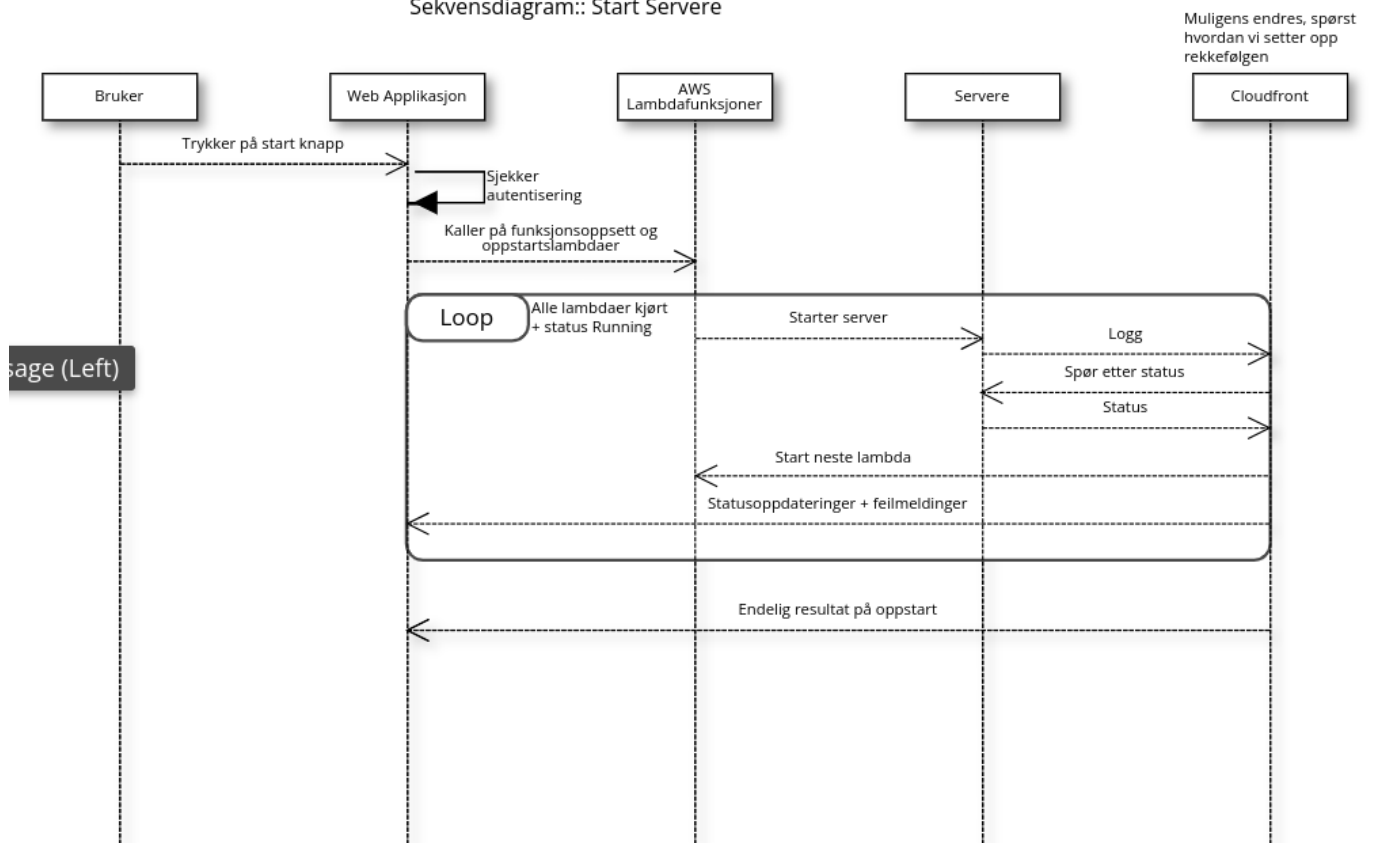 Sekvensdiagram:: Start Servere
Muligens endres, spørst
hvordan vi setter opp
rekkefølgen
Bruker
Web Applikasjon
AWS
Lambdafunksjoner
Servere
Cloudfront
Trykker på start knapp
Sjekker
autentisering
Kaller på funksjonsoppsett og
oppstartslambdaer
Loop
Alle lambdaer kjørt
+ status Running
Starter server
Logg
sage (Left)
Spør etter status
Status
Start neste lambda
Statusoppdateringer + feilmeldinger
Endelig resultat på oppstart